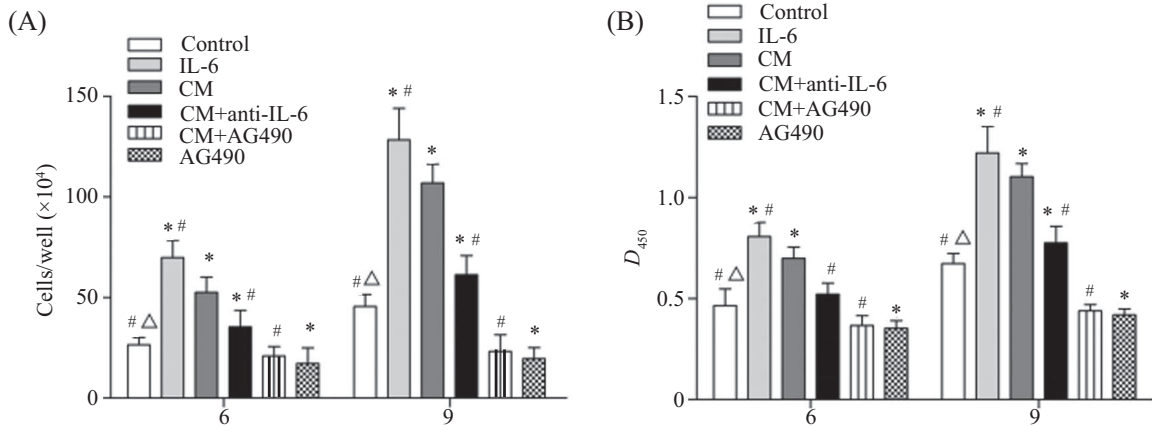 (A)
Control
IL-6
CM
CM+anti-IL-6
CM+AG490
AG490
Cells/well (×10⁴)
150
100
50
0
* #
*
* #
*
* #
# △
#
*
* #
# △
#
*
6
9
(B)
Control
IL-6
CM
CM+anti-IL-6
CM+AG490
AG490
D₄₅₀
1.5
1.0
0.5
0
* #
*
* #
*
* #
# △
# △
#
#
*
#
*
6
9